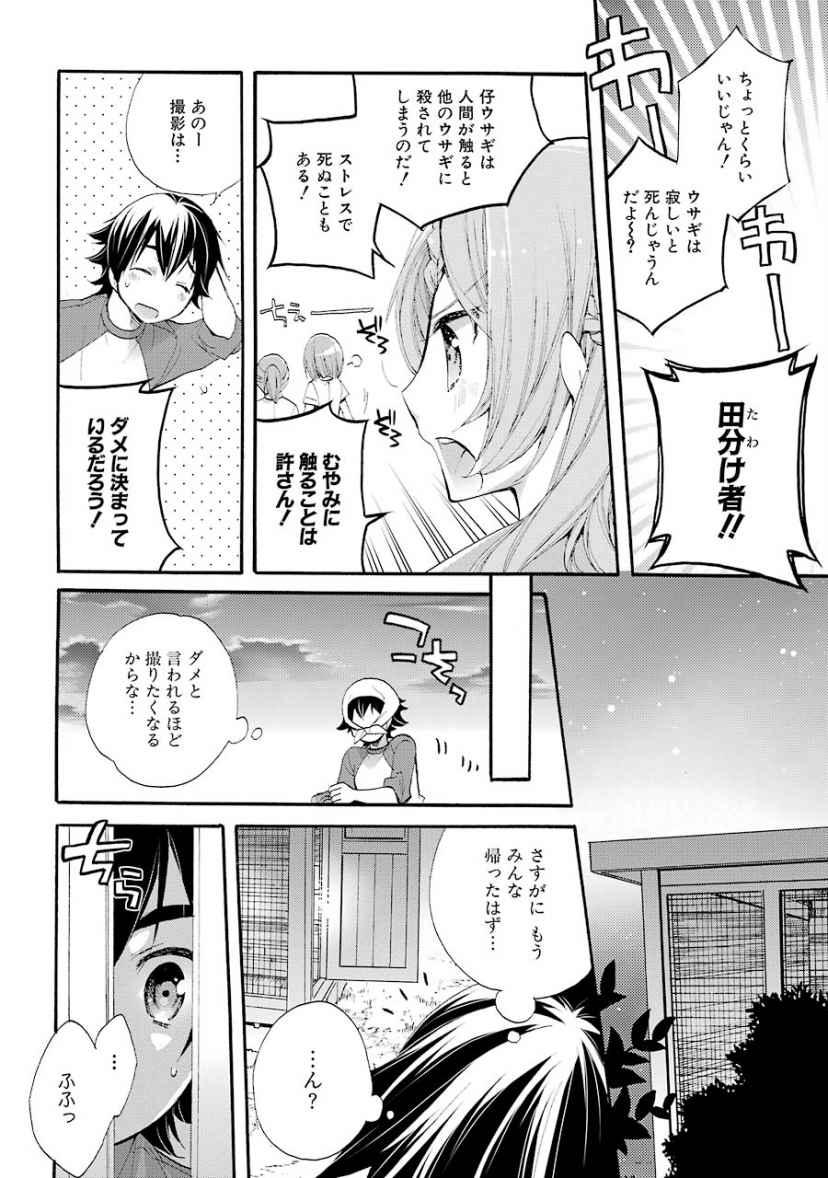 ちょっとくらい
いいじゃん！
ウサギは
寂しいと
死んじゃうん
だよ〜？
キー
キー
たわ
田分け者!!
仔ウサギは
人間が触ると
他のウサギに
殺されて
しまうのだ！
ストレスで
死ぬことも
ある！
ちぇー
むやみに
触ることは
許さん！
あのー
撮影は…
ダメに決まって
いるだろう！
ダメと
言われるほど
撮りたくなる
からな…
さすがに もう
みんな
帰ったはず…
…ん？
ちら
…
ふふっ